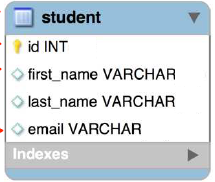 student
id INT
first_name VARCHAR
last_name VARCHAR
email VARCHAR
Indexes